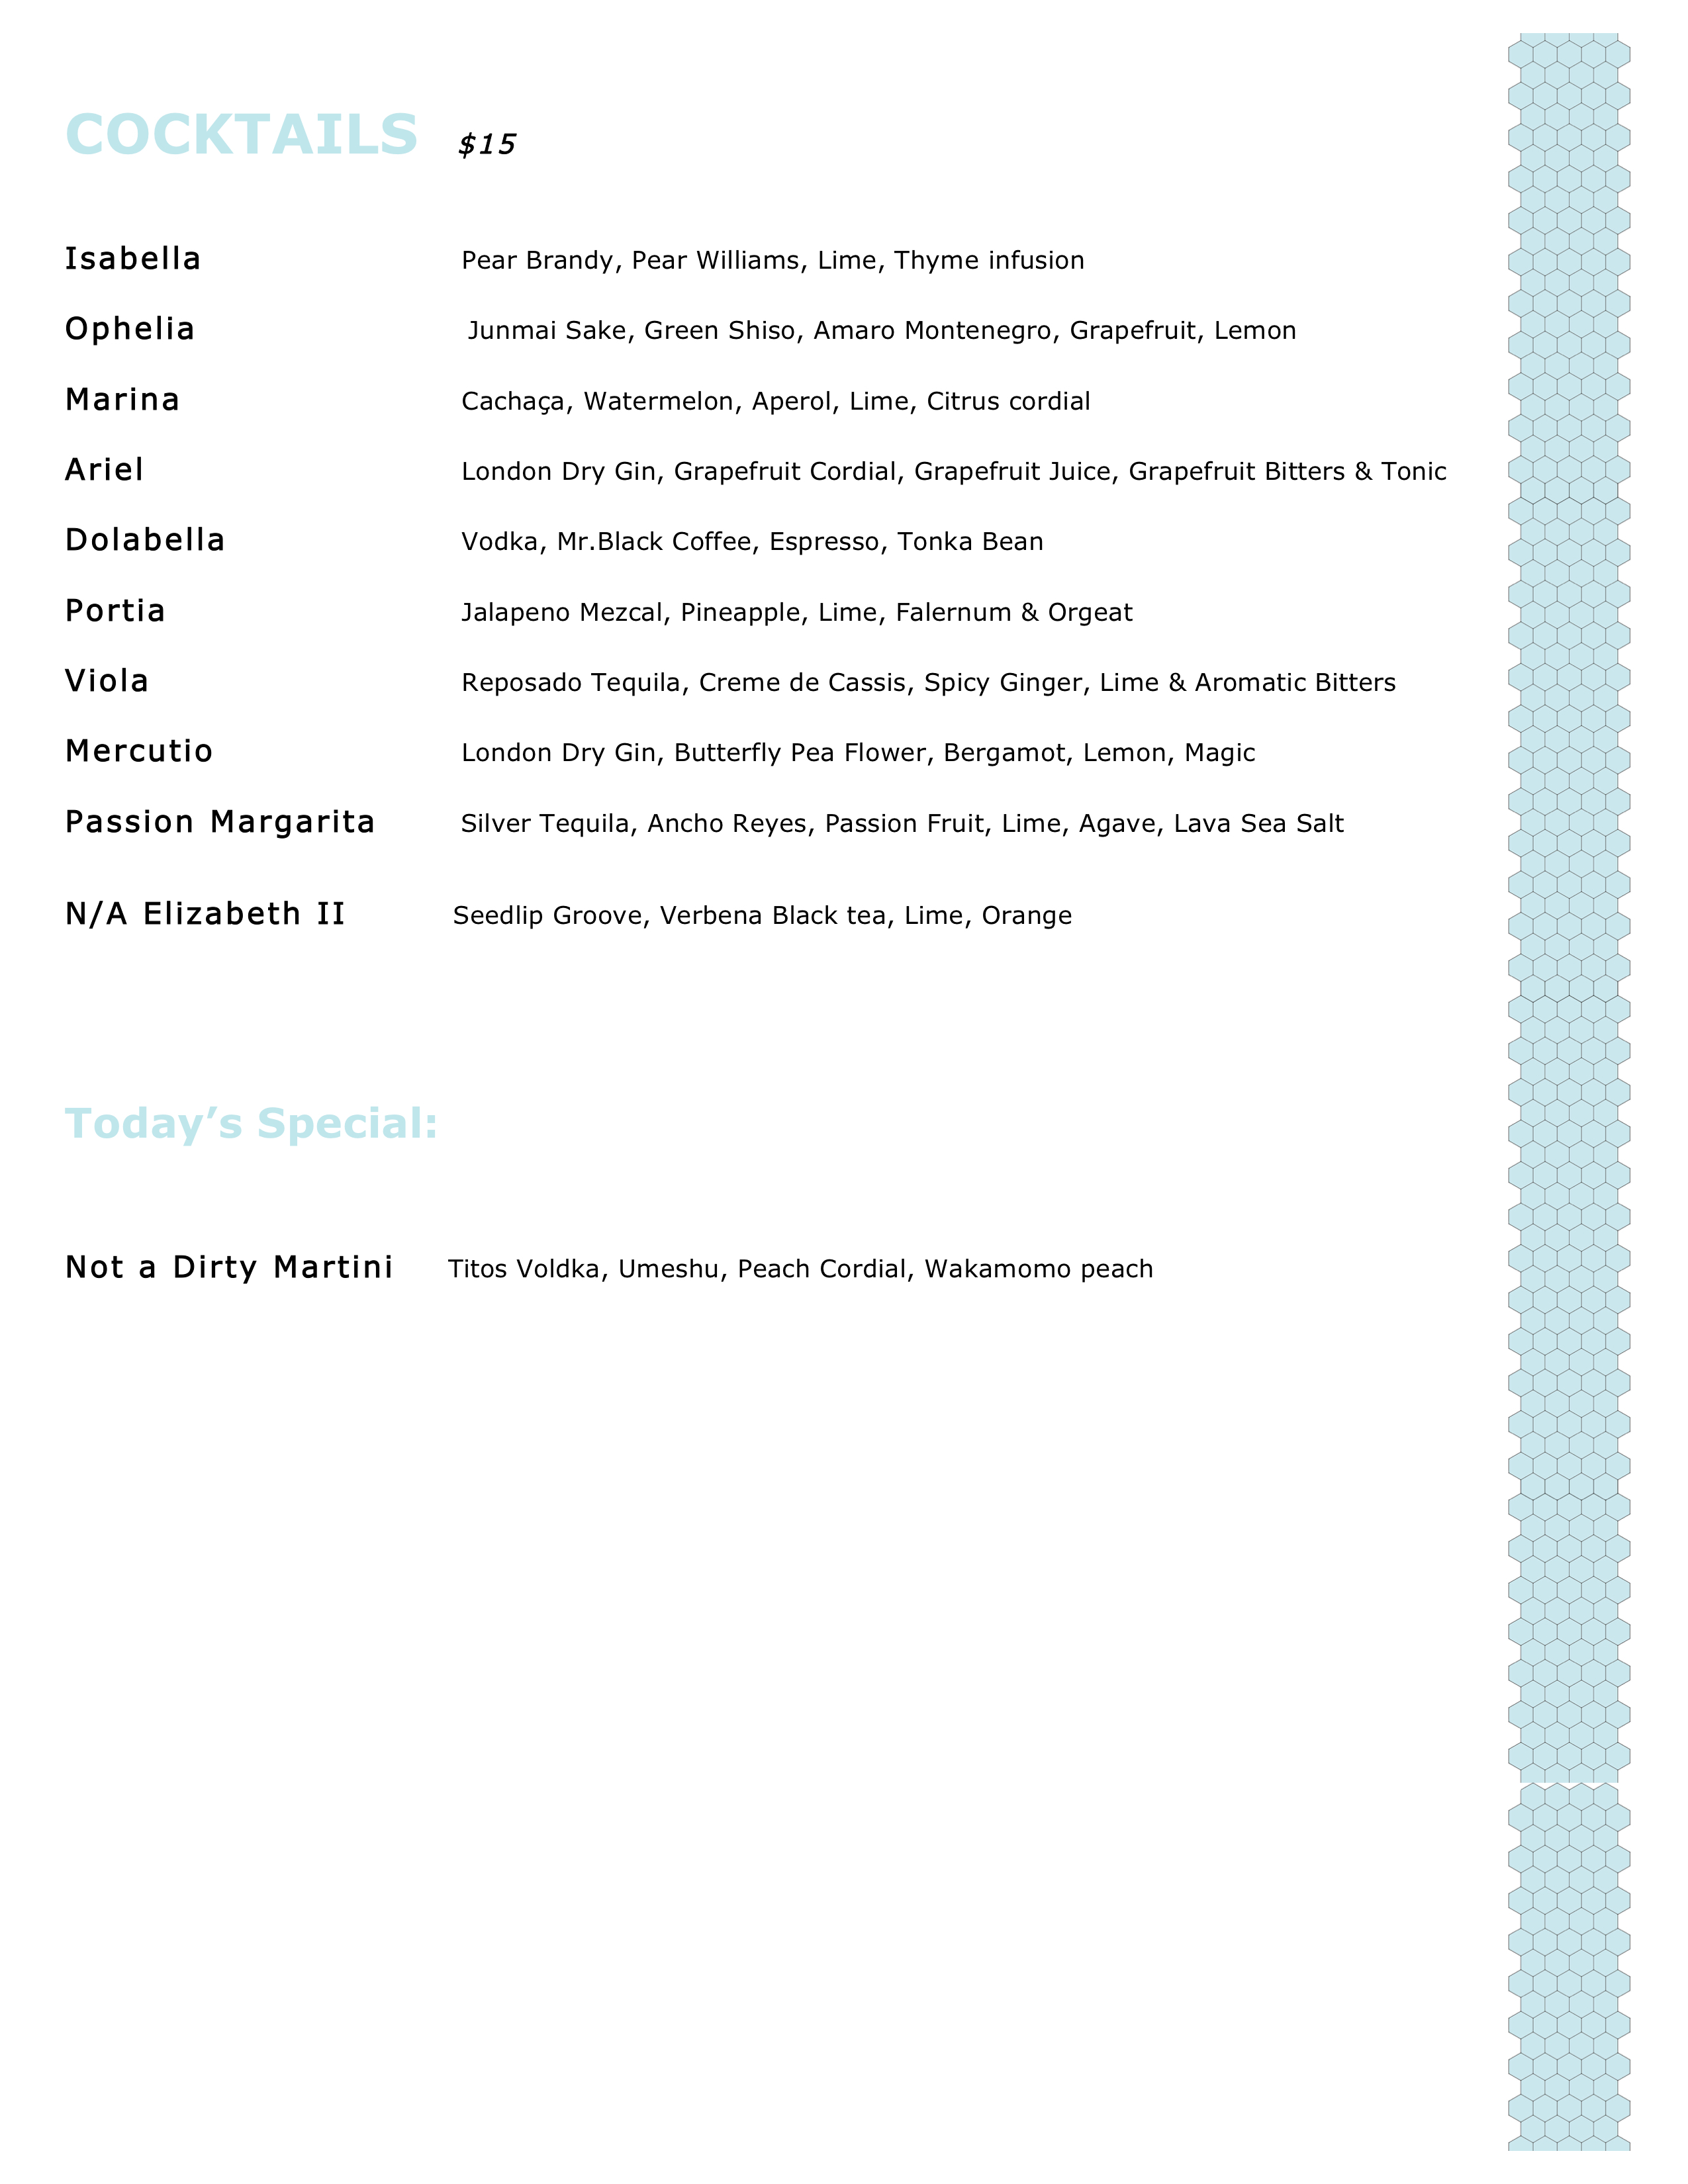 COCKTAILS $15
Isabella Pear Brandy, Pear Williams, Lime, Thyme infusion
Ophelia Junmai Sake, Green Shiso, Amaro Montenegro, Grapefruit, Lemon
Marina Cachaça, Watermelon, Aperol, Lime, Citrus cordial
Ariel London Dry Gin, Grapefruit Cordial, Grapefruit Juice, Grapefruit Bitters & Tonic
Dolabella Vodka, Mr.Black Coffee, Espresso, Tonka Bean
Portia Jalapeno Mezcal, Pineapple, Lime, Falernum & Orgeat
Viola Reposado Tequila, Creme de Cassis, Spicy Ginger, Lime & Aromatic Bitters
Mercutio London Dry Gin, Butterfly Pea Flower, Bergamot, Lemon, Magic
Passion Margarita Silver Tequila, Ancho Reyes, Passion Fruit, Lime, Agave, Lava Sea Salt
N/A Elizabeth II Seedlip Groove, Verbena Black tea, Lime, Orange
Today’s Special:
Not a Dirty Martini Titos Voldka, Umeshu, Peach Cordial, Wakamomo peach